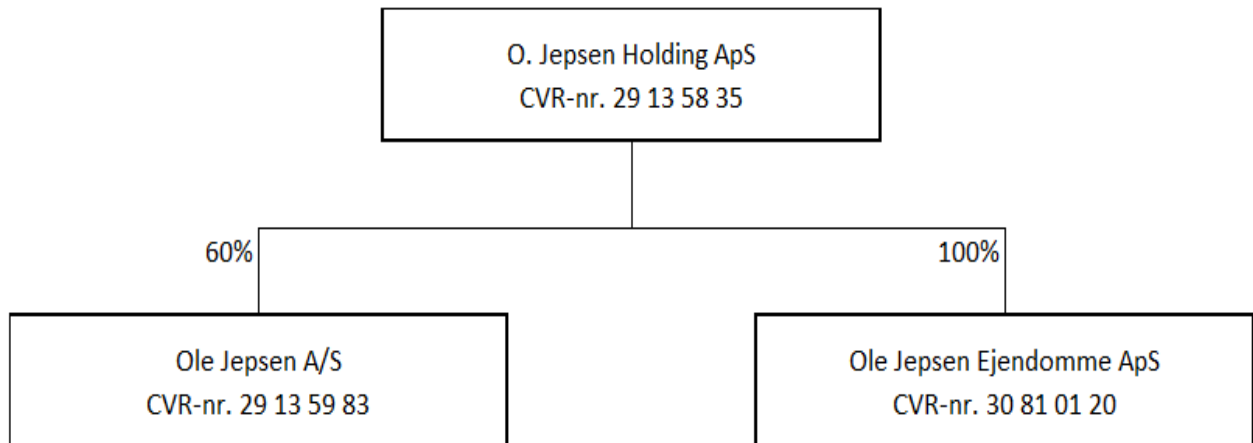 O. Jepsen Holding ApS
CVR-nr. 29 13 58 35
60%
100%
Ole Jepsen A/S
CVR-nr. 29 13 59 83
Ole Jepsen Ejendomme ApS
CVR-nr. 30 81 01 20